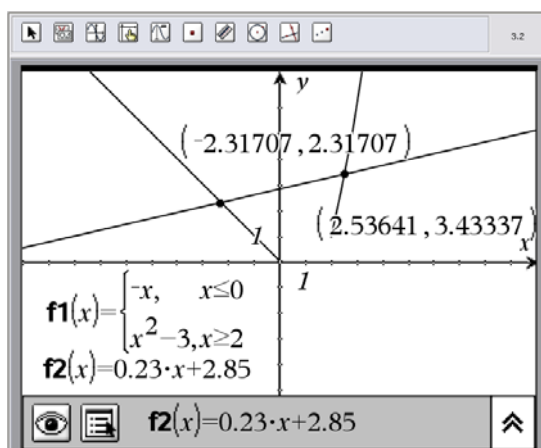 3.2
y
(-2.31707, 2.31707)
1
(2.53641, 3.43337)
x
1
f1(x)={-x, x≤0
x²-3, x≥2
f2(x)=0.23·x+2.85
f2(x)=0.23·x+2.85